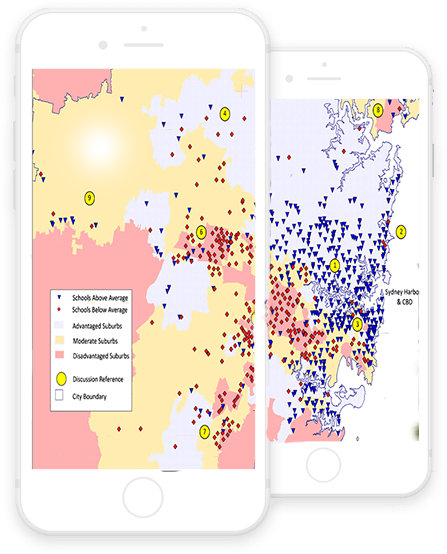 4
9
6
Schools Above Average
Schools Below Average
Advantaged Suburbs
Moderate Suburbs
Disadvantaged Suburbs
Discussion Reference
City Boundary
7
8
2
1
Sydney Harbo
& CBD
3